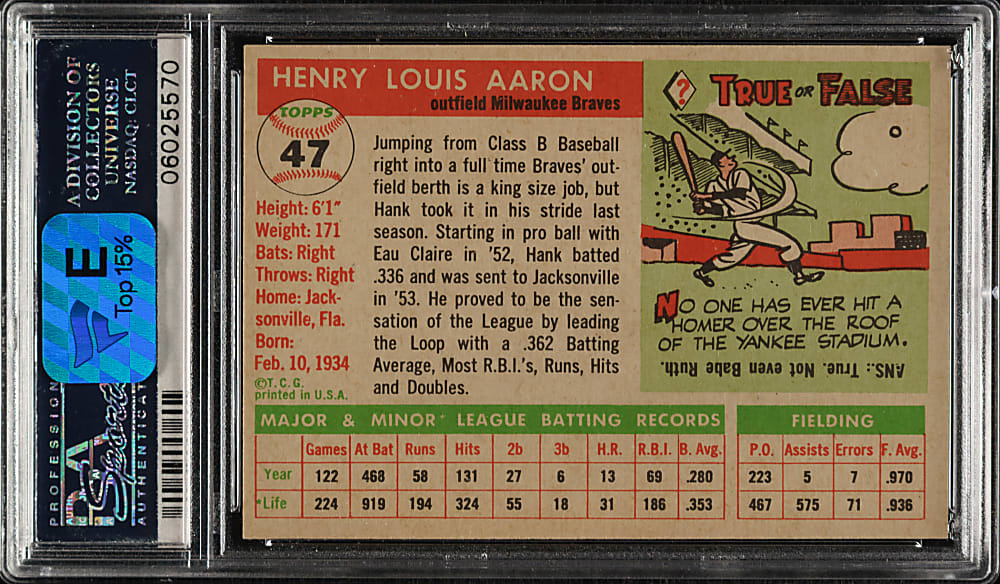 A DIVISION OF
COLLECTORS
UNIVERSE
NASDAQ: CLCT
06025570
E
Top 15%
PROFESSION
AUTHENTICAT
HENRY LOUIS AARON
outfield Milwaukee Braves
TOPPS
47
Height: 6'1"
Weight: 171
Bats: Right
Throws: Right
Home: Jack-
sonville, Fla.
Born:
Feb. 10, 1934
©T. C. G.
printed in U.S.A.
Jumping from Class B Baseball
right into a full time Braves' out-
field berth is a king size job, but
Hank took it in his stride last
season. Starting in pro ball with
Eau Claire in '52, Hank batted
.336 and was sent to Jacksonville
in '53. He proved to be the sen-
sation of the League by leading
the Loop with a .362 Batting
Average, Most R.B.I.'s, Runs, Hits
and Doubles.
? TRUE OR FALSE
NO ONE HAS EVER HIT A
HOMER OVER THE ROOF
OF THE YANKEE STADIUM.
ANS.: True. Not even Babe Ruth.
MAJOR & MINOR* LEAGUE BATTING RECORDS
Games At Bat Runs Hits 2b 3b H.R. R.B.I. B. Avg.
Year 122 468 58 131 27 6 13 69 .280
*Life 224 919 194 324 55 18 31 186 .353
FIELDING
P.O. Assists Errors F. Avg.
223 5 7 .970
467 575 71 .936